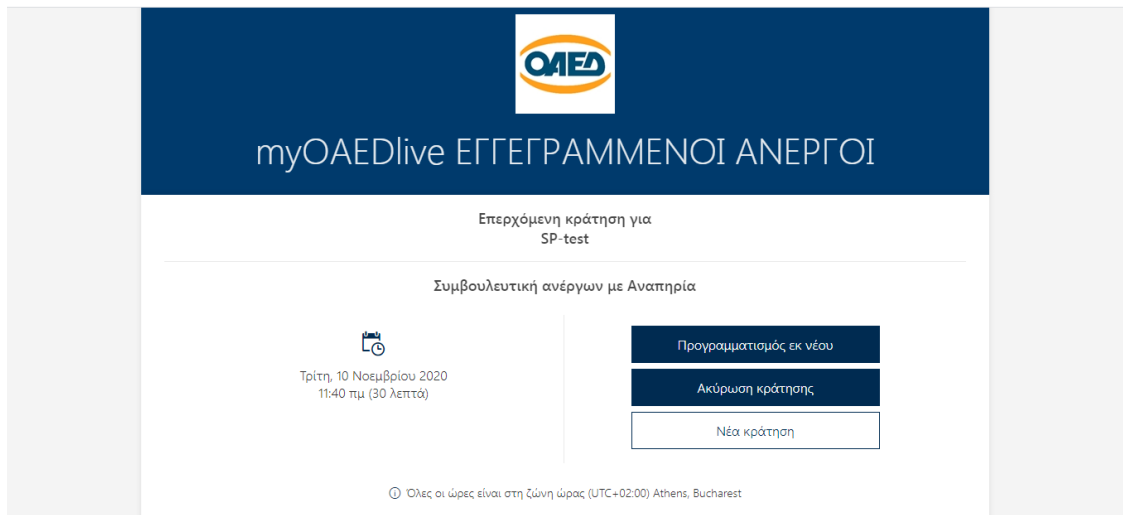 ΟΑΕD
myOAEDlive ΕΓΓΕΓΡΑΜΜΕΝΟΙ ΑΝΕΡΓΟΙ
Επερχόμενη κράτηση για
SP-test
Συμβουλευτική ανέργων με Αναπηρία
Τρίτη, 10 Νοεμβρίου 2020
11:40 πμ (30 λεπτά)
Προγραμματισμός εκ νέου
Ακύρωση κράτησης
Νέα κράτηση
Όλες οι ώρες είναι στη ζώνη ώρας (UTC+02:00) Athens, Bucharest